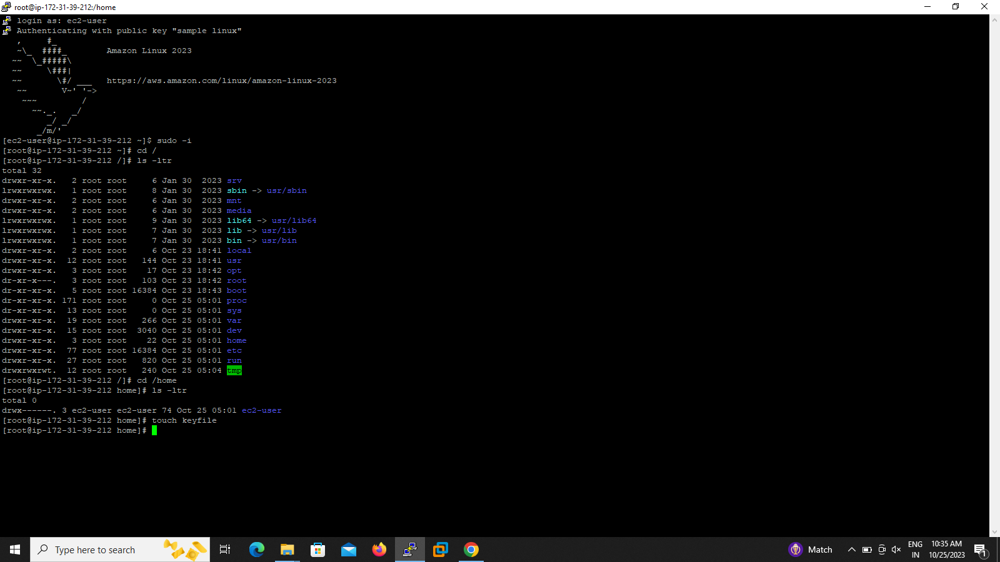 root@ip-172-31-39-212:/home
login as: ec2-user
Authenticating with public key "sample linux"
   ,     #_
   ~\_  ####_        Amazon Linux 2023
  ~~  \_#####\
  ~~     \###|
  ~~       \#/ ___   https://aws.amazon.com/linux/amazon-linux-2023
   ~~       V~' '->
    ~~~         /
      ~~._.   _/
         _/ _/
       _/m/'
[ec2-user@ip-172-31-39-212 ~]$ sudo -i
[root@ip-172-31-39-212 ~]# cd /
[root@ip-172-31-39-212 /]# ls -ltr
total 32
drwxr-xr-x.   2 root root     6 Jan 30  2023 srv
lrwxrwxrwx.   1 root root     8 Jan 30  2023 sbin -> usr/sbin
drwxr-xr-x.   2 root root     6 Jan 30  2023 mnt
drwxr-xr-x.   2 root root     6 Jan 30  2023 media
lrwxrwxrwx.   1 root root     9 Jan 30  2023 lib64 -> usr/lib64
lrwxrwxrwx.   1 root root     7 Jan 30  2023 lib -> usr/lib
lrwxrwxrwx.   1 root root     7 Jan 30  2023 bin -> usr/bin
drwxr-xr-x.   2 root root     6 Oct 23 18:41 local
drwxr-xr-x.  12 root root   144 Oct 23 18:41 usr
drwxr-xr-x.   3 root root    17 Oct 23 18:42 opt
dr-xr-x---.   3 root root   103 Oct 23 18:42 root
dr-xr-xr-x.   5 root root 16384 Oct 23 18:43 boot
dr-xr-xr-x. 171 root root     0 Oct 25 05:01 proc
dr-xr-xr-x.  13 root root     0 Oct 25 05:01 sys
drwxr-xr-x.  19 root root   266 Oct 25 05:01 var
drwxr-xr-x.  15 root root  3040 Oct 25 05:01 dev
drwxr-xr-x.   3 root root    22 Oct 25 05:01 home
drwxr-xr-x.  77 root root 16384 Oct 25 05:01 etc
drwxr-xr-x.  27 root root   820 Oct 25 05:01 run
drwxrwxrwt.  12 root root   240 Oct 25 05:04 tmp
[root@ip-172-31-39-212 /]# cd /home
[root@ip-172-31-39-212 home]# ls -ltr
total 0
drwx------. 3 ec2-user ec2-user 74 Oct 25 05:01 ec2-user
[root@ip-172-31-39-212 home]# touch keyfile
[root@ip-172-31-39-212 home]#
Type here to search
Match
ENG
IN
10:35 AM
10/25/2023
1